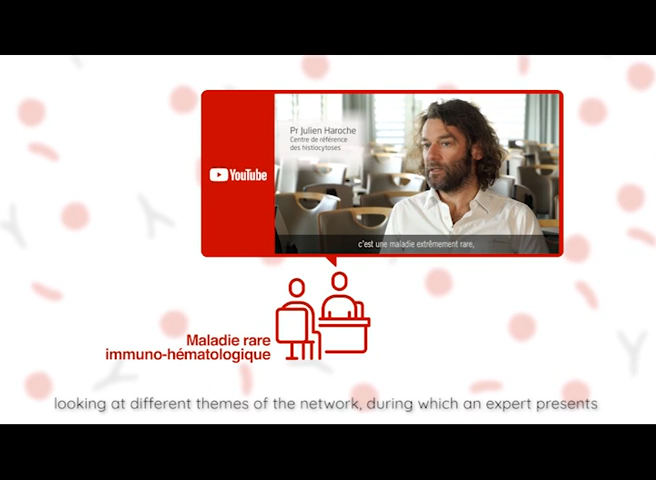 Pr Julien Haroche
Centre de référence
des histiocytoses
YouTube
c'est une maladie extrêmement rare,
Maladie rare
immuno-hématologique
looking at different themes of the network, during which an expert presents